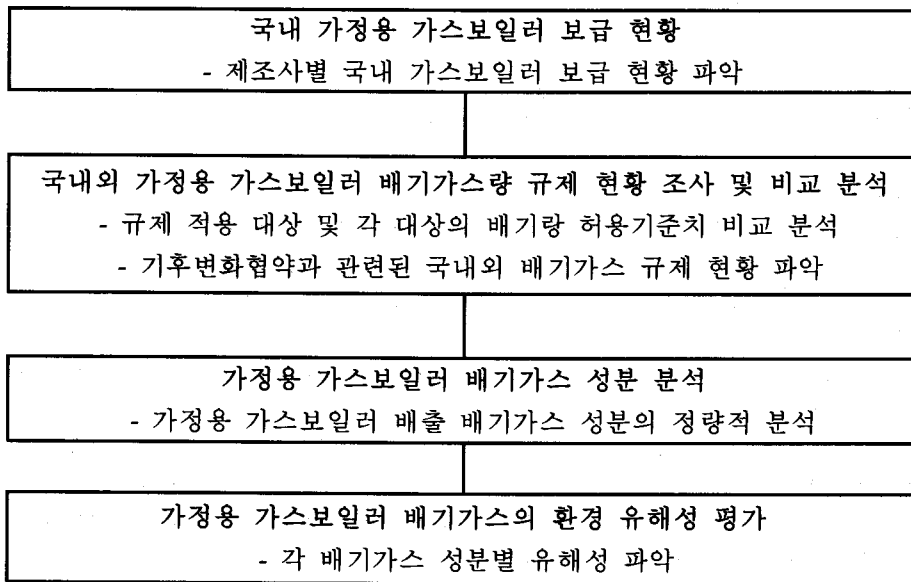 국내 가정용 가스보일러 보급 현황
- 제조사별 국내 가스보일러 보급 현황 파악
국내외 가정용 가스보일러 배기가스량 규제 현황 조사 및 비교 분석
- 규제 적용 대상 및 각 대상의 배기량 허용기준치 비교 분석
- 기후변화협약과 관련된 국내외 배기가스 규제 현황 파악
가정용 가스보일러 배기가스 성분 분석
- 가정용 가스보일러 배출 배기가스 성분의 정량적 분석
가정용 가스보일러 배기가스의 환경 유해성 평가
- 각 배기가스 성분별 유해성 파악